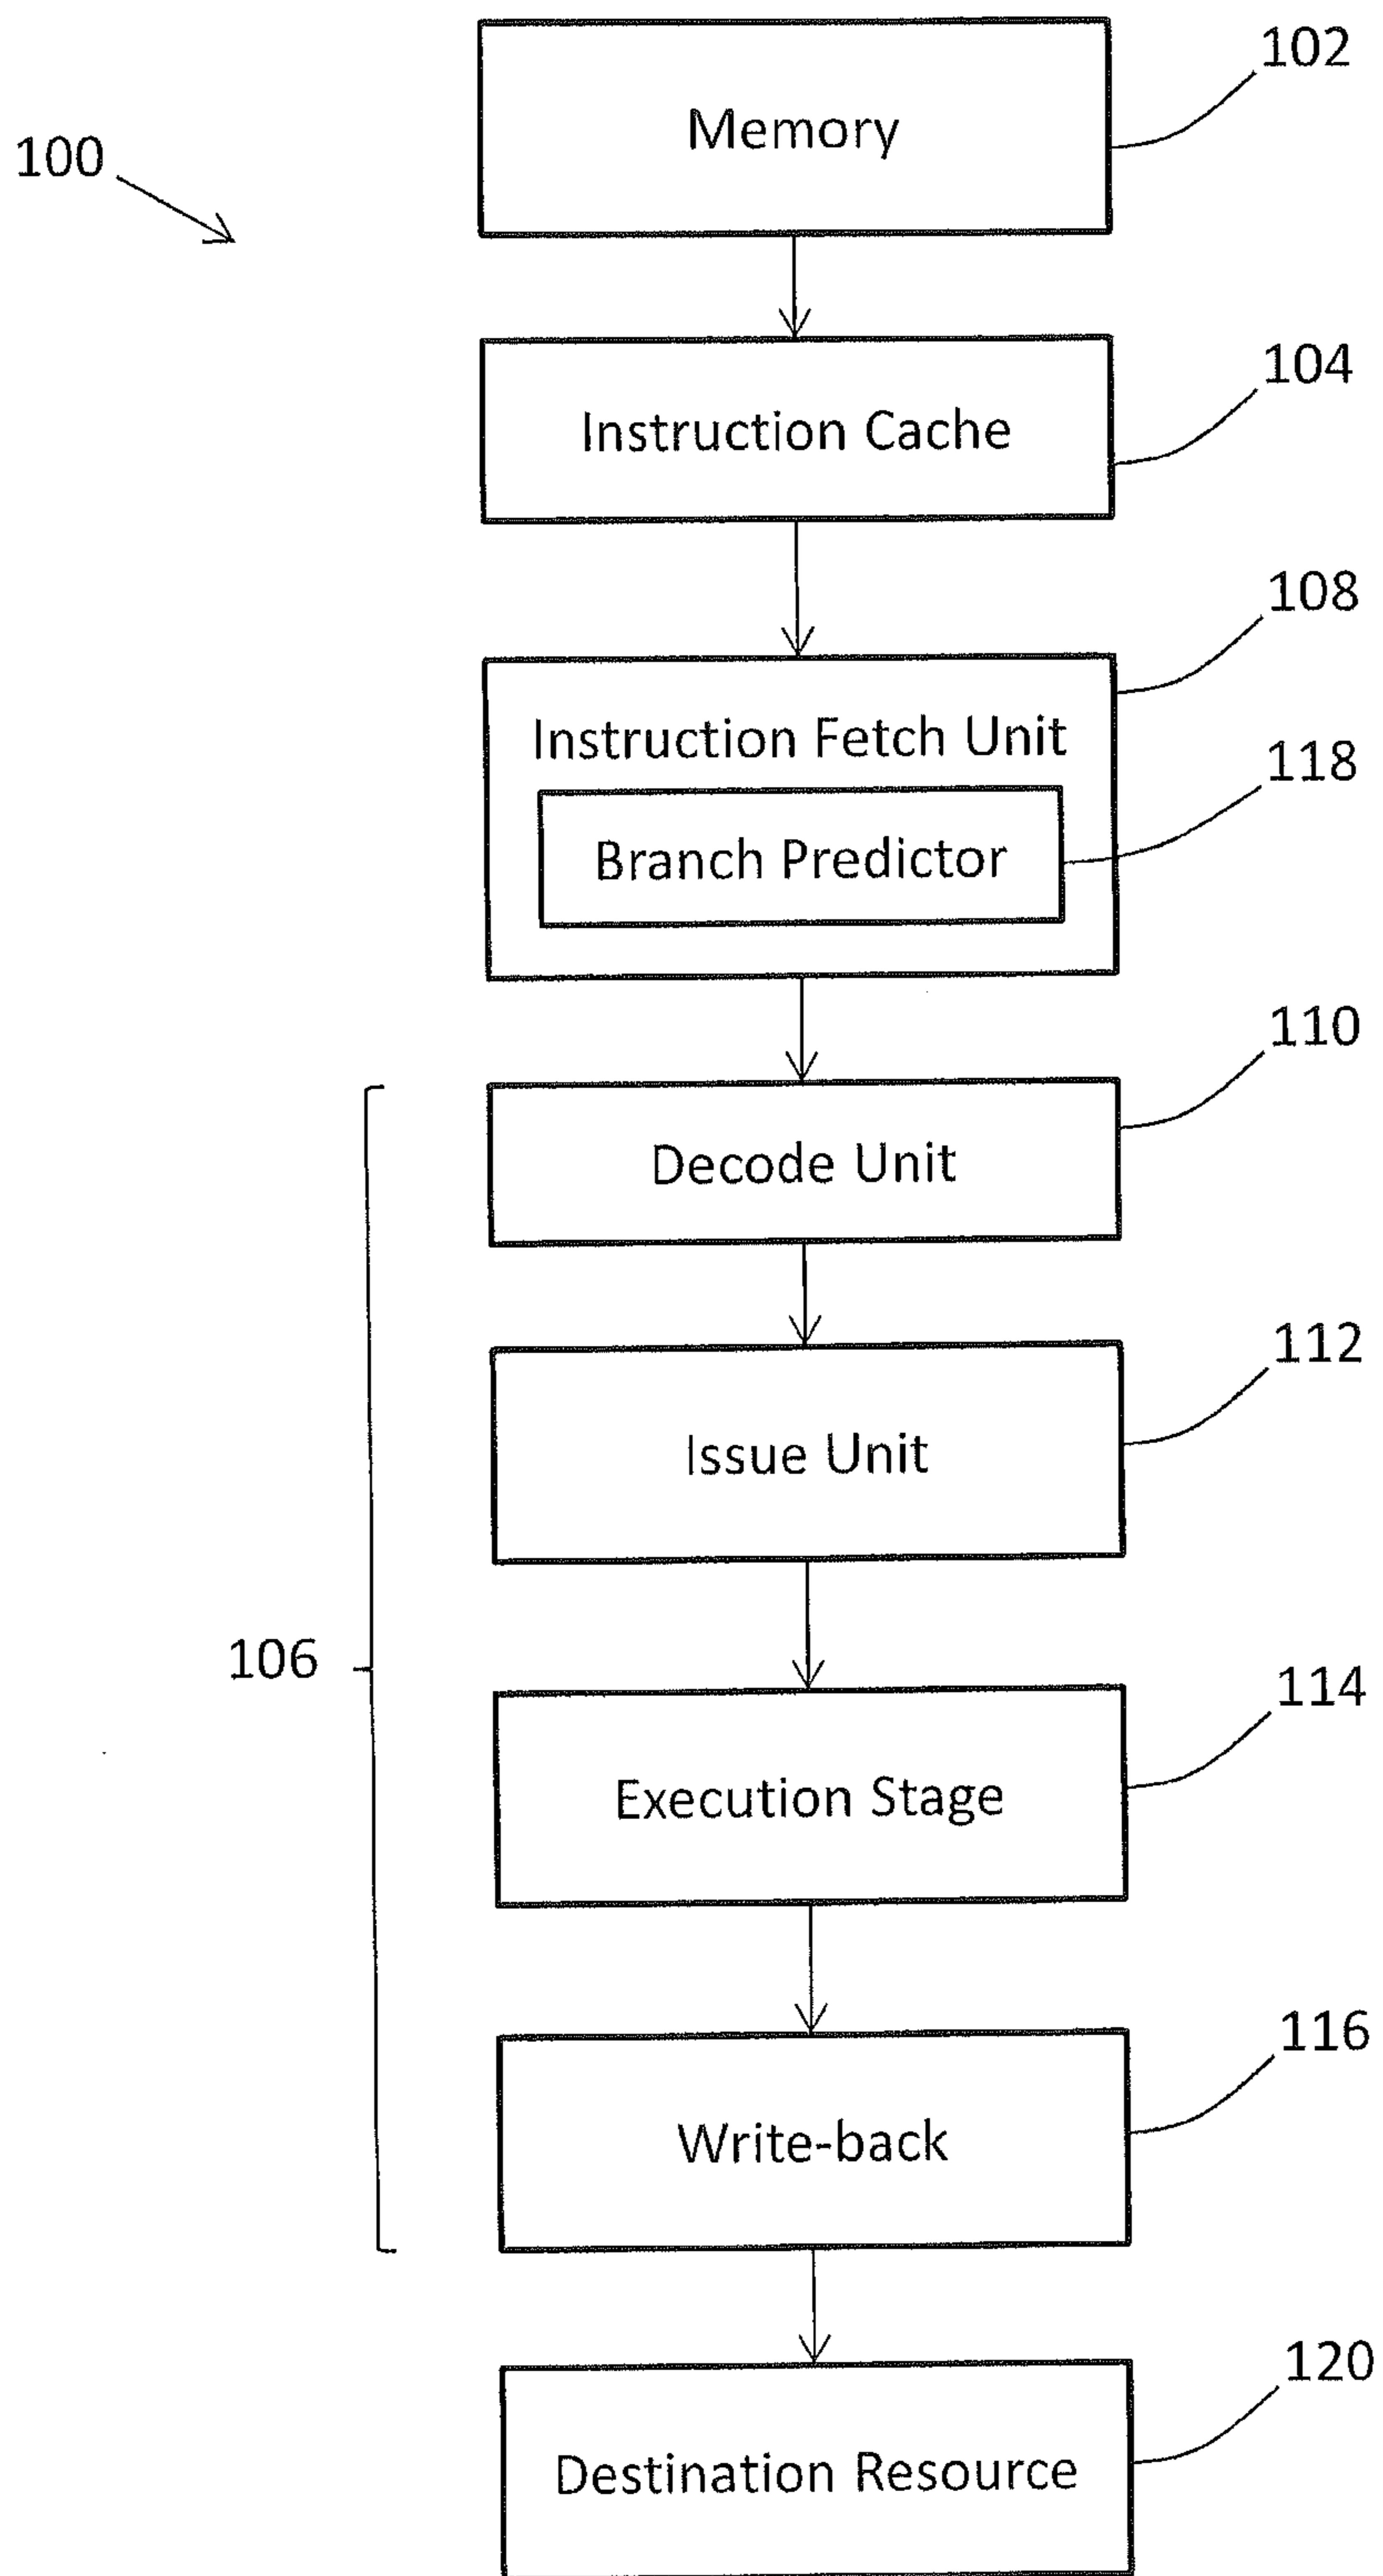 102
Memory
100
104
Instruction Cache
108
Instruction Fetch Unit
118
Branch Predictor
110
Decode Unit
112
Issue Unit
106
114
Execution Stage
116
Write-back
120
Destination Resource